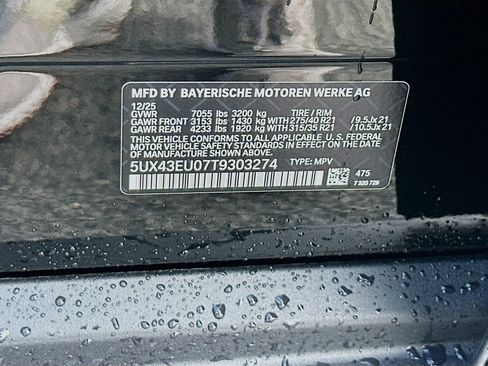 MFD BY BAYERISCHE MOTOREN WERKE AG
12/25
GVWR 7055 lbs 3200 kg TIRE / RIM
GAWR FRONT 3153 lbs 1430 kg WITH 275/40 R21 /9.5Jx21
GAWR REAR 4233 lbs 1920 kg WITH 315/35 R21 /10.5Jx21
THIS VEHICLE CONFORMS TO ALL APPLICABLE U. S. FEDERAL
MOTOR VEHICLE SAFETY STANDARDS IN EFFECT
ON THE DATE OF MANUFACTURE SHOWN ABOVE.
5UX43EU07T9303274 TYPE: MPV
475
7 320 729